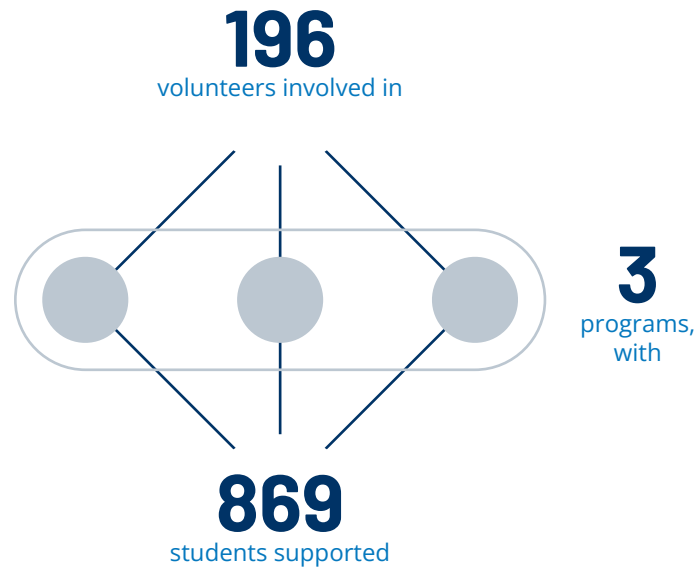 196
volunteers involved in
3
programs,
with
869
students supported